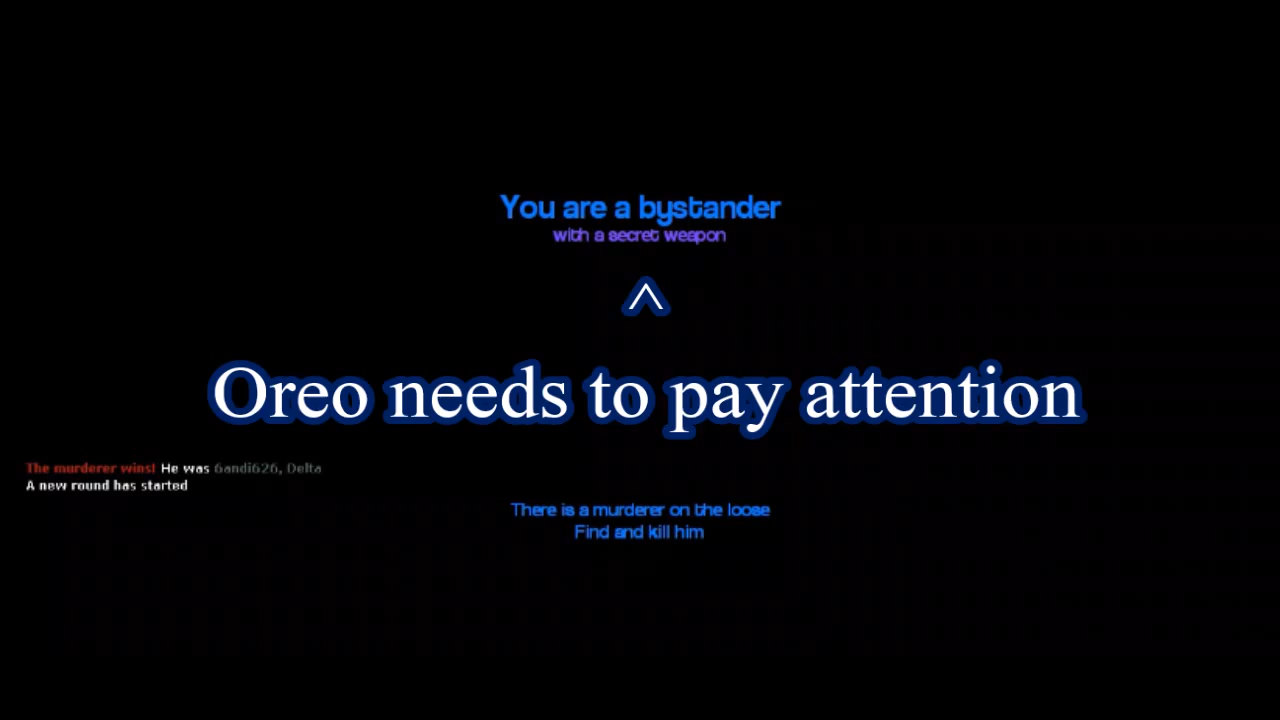 You are a bystander
with a secret weapon
^
Oreo needs to pay attention
The murderer wins! He was 6andi626, Delta
A new round has started
There is a murderer on the loose
Find and kill him